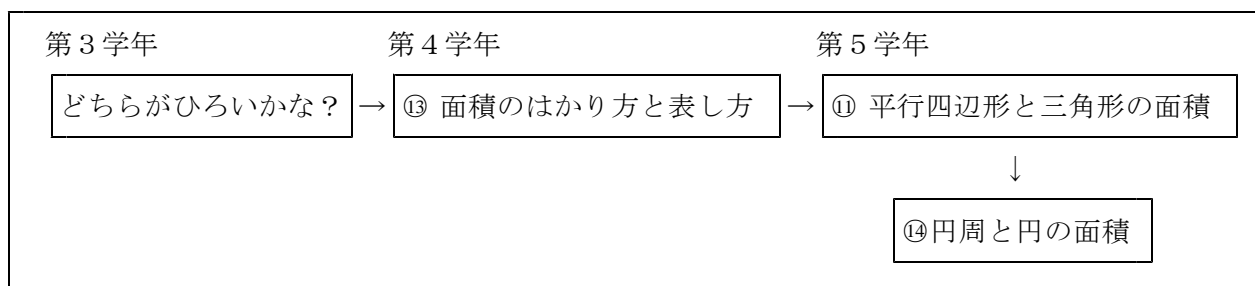 第３学年 第４学年 第５学年
どちらがひろいかな？ → ⑬ 面積のはかり方と表し方 → ⑪ 平行四辺形と三角形の面積
↓
⑭円周と円の面積